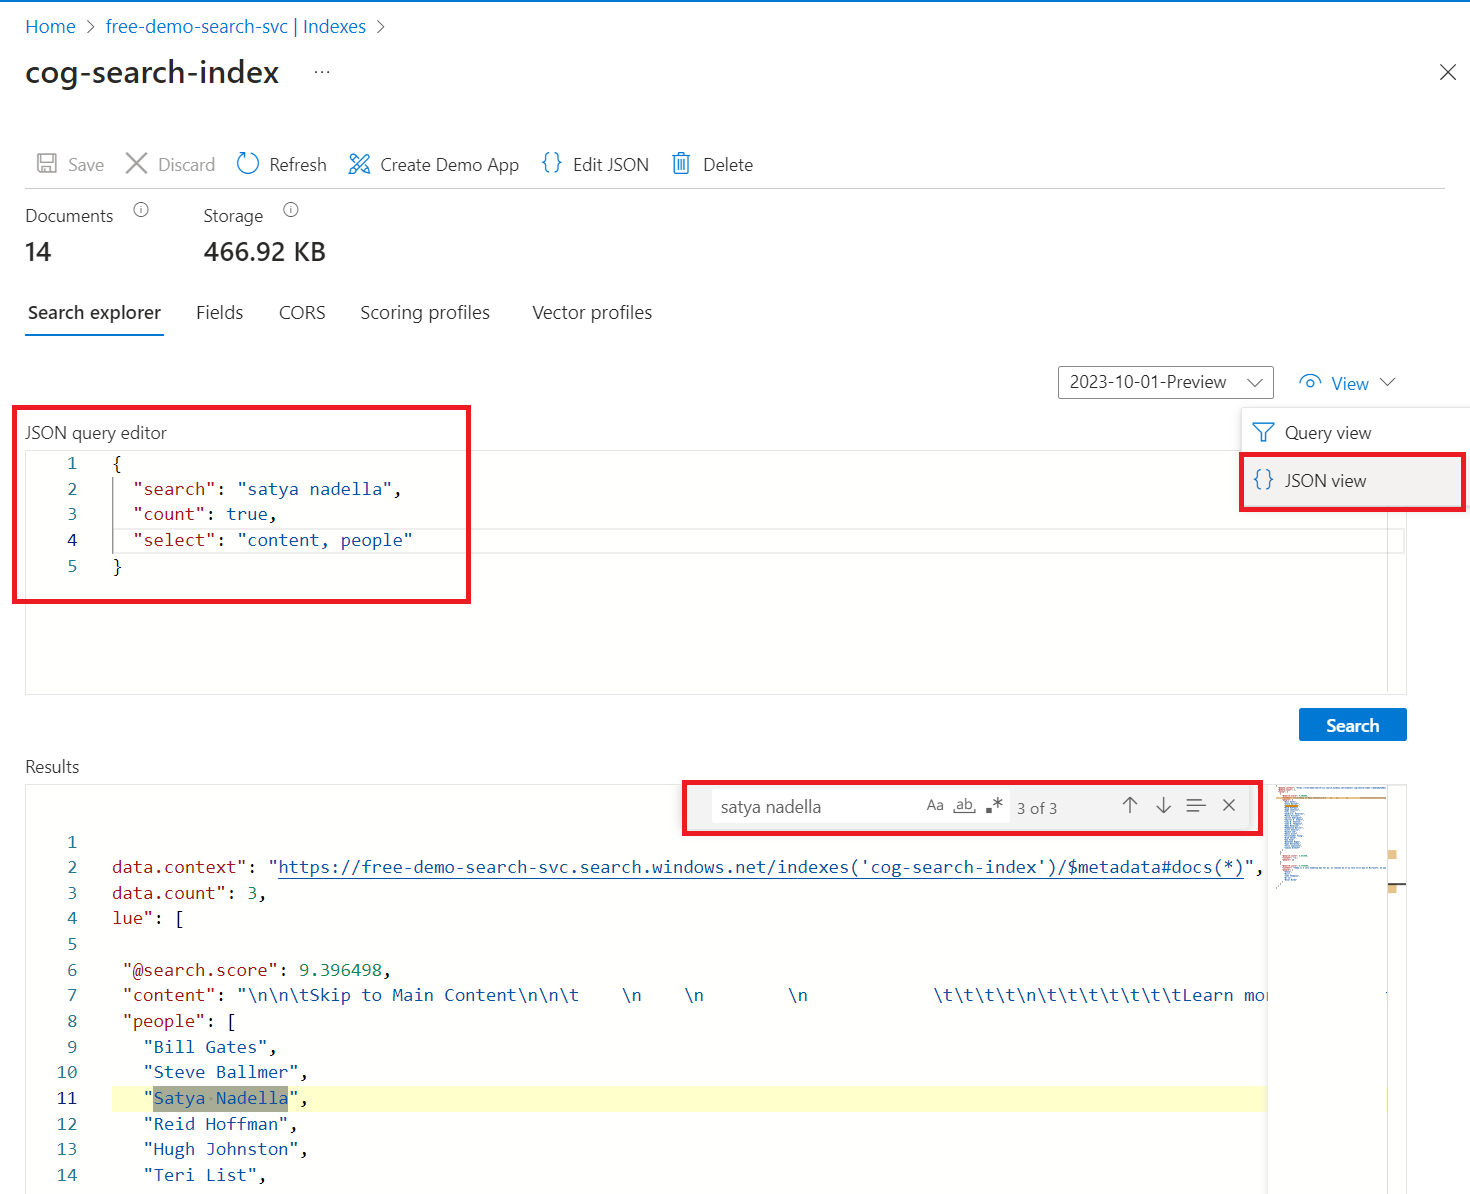 Home > free-demo-search-svc | Indexes >
cog-search-index ...
Save Discard Refresh Create Demo App {} Edit JSON Delete
Documents Storage
14 466.92 KB
Search explorer Fields CORS Scoring profiles Vector profiles
2023-10-01-Preview View
Query view
{} JSON view
JSON query editor
1 {
2 "search": "satya nadella",
3 "count": true,
4 "select": "content, people"
5 }
Search
Results
satya nadella Aa ab .* 3 of 3
1
2 data.context": "https://free-demo-search-svc.search.windows.net/indexes('cog-search-index')/$metadata#docs(*)",
3 data.count": 3,
4 lue": [
5
6 "@search.score": 9.396498,
7 "content": "\n\n\tSkip to Main Content\n\n\t \n \n \n \t\t\t\t\n\t\t\t\t\t\t\tLearn mo
8 "people": [
9 "Bill Gates",
10 "Steve Ballmer",
11 "Satya Nadella",
12 "Reid Hoffman",
13 "Hugh Johnston",
14 "Teri List",